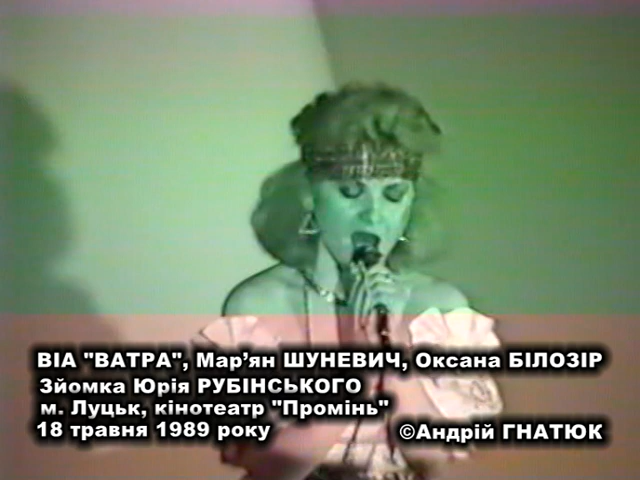 ВІА "ВАТРА", Мар’ян ШУНЕВИЧ, Оксана БІЛОЗІР
Зйомка Юрія РУБІНСЬКОГО
м. Луцьк, кінотеатр "Промінь"
18 травня 1989 року
©Андрій ГНАТЮК